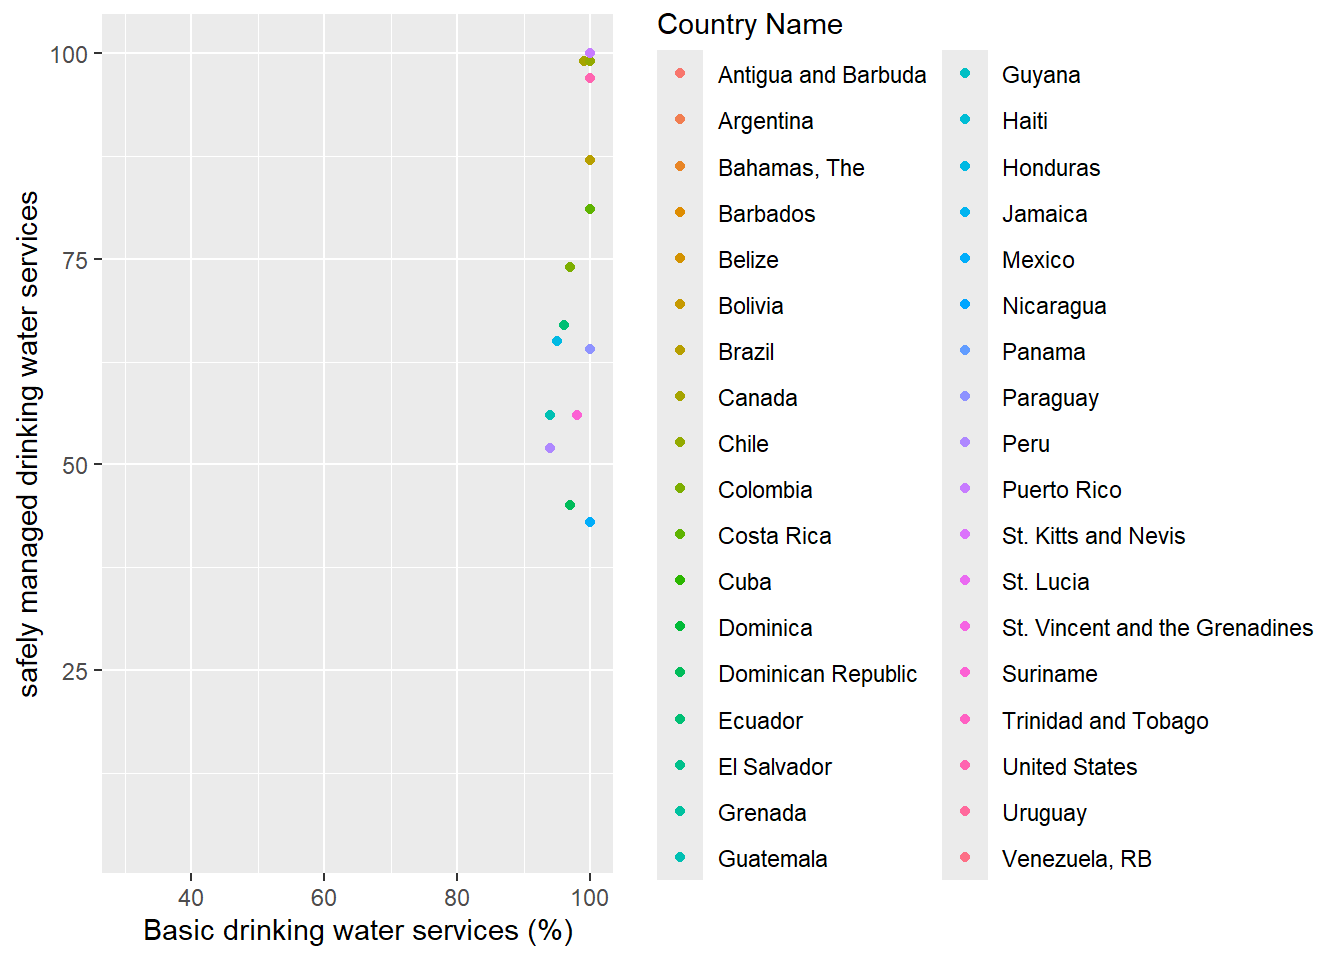 Country Name
100
75
50
25
safely managed drinking water services
40 60 80 100
Basic drinking water services (%)
Antigua and Barbuda
Argentina
Bahamas, The
Barbados
Belize
Bolivia
Brazil
Canada
Chile
Colombia
Costa Rica
Cuba
Dominica
Dominican Republic
Ecuador
El Salvador
Grenada
Guatemala
Guyana
Haiti
Honduras
Jamaica
Mexico
Nicaragua
Panama
Paraguay
Peru
Puerto Rico
St. Kitts and Nevis
St. Lucia
St. Vincent and the Grenadines
Suriname
Trinidad and Tobago
United States
Uruguay
Venezuela, RB